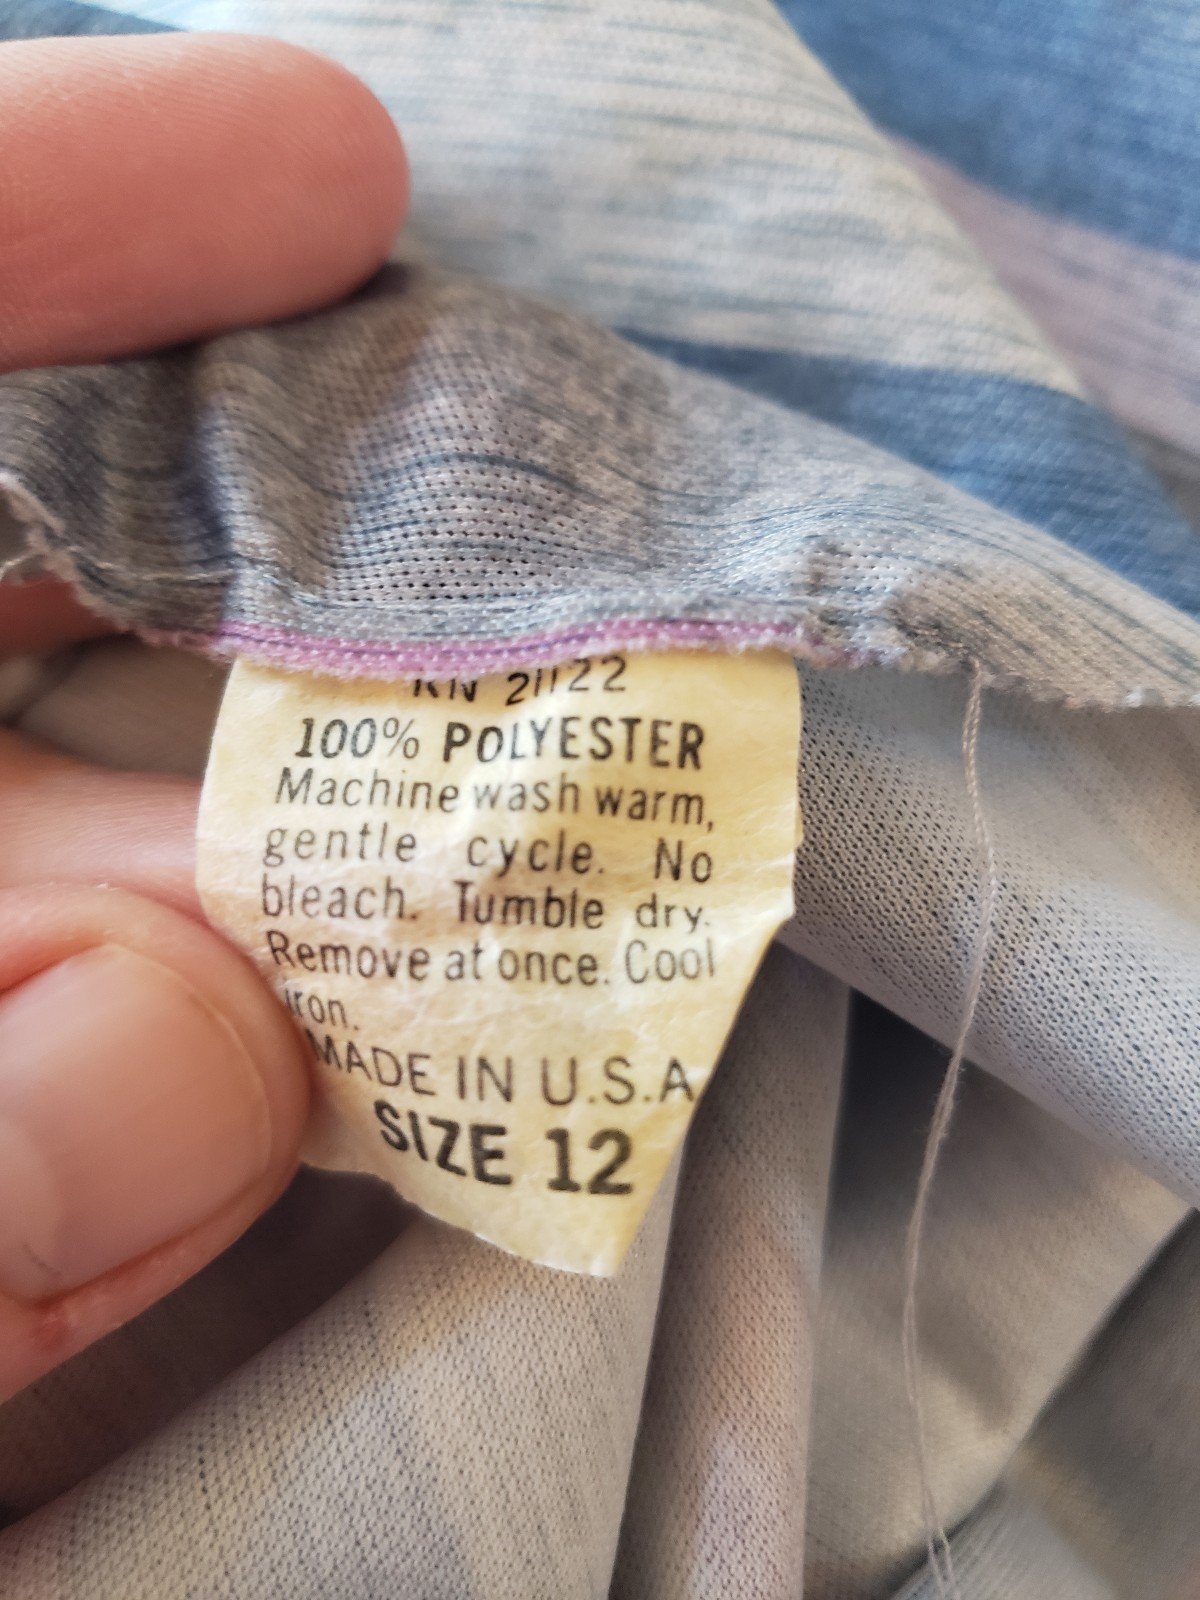 RN
100% POLYESTER
Machine wash warm,
gentle cycle. No
bleach. Tumble dry.
Remove at once. Cool
iron.
MADE IN U.S.A
SIZE 12